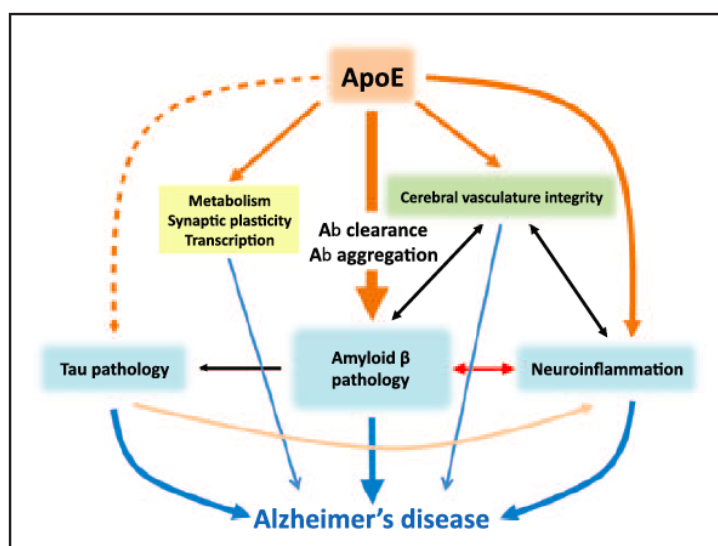 ApoE
Metabolism
Synaptic plasticity
Transcription
Cerebral vasculature integrity
Ab clearance
Ab aggregation
Tau pathology
Amyloid β
pathology
Neuroinflammation
Alzheimer's disease